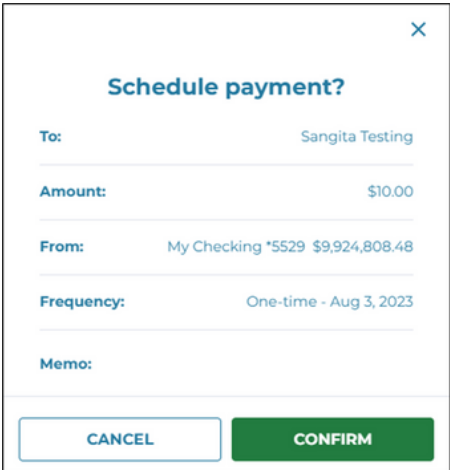 Schedule payment?
To: Sangita Testing
Amount: $10.00
From: My Checking *5529 $9,924,808.48
Frequency: One-time - Aug 3, 2023
Memo:
CANCEL CONFIRM